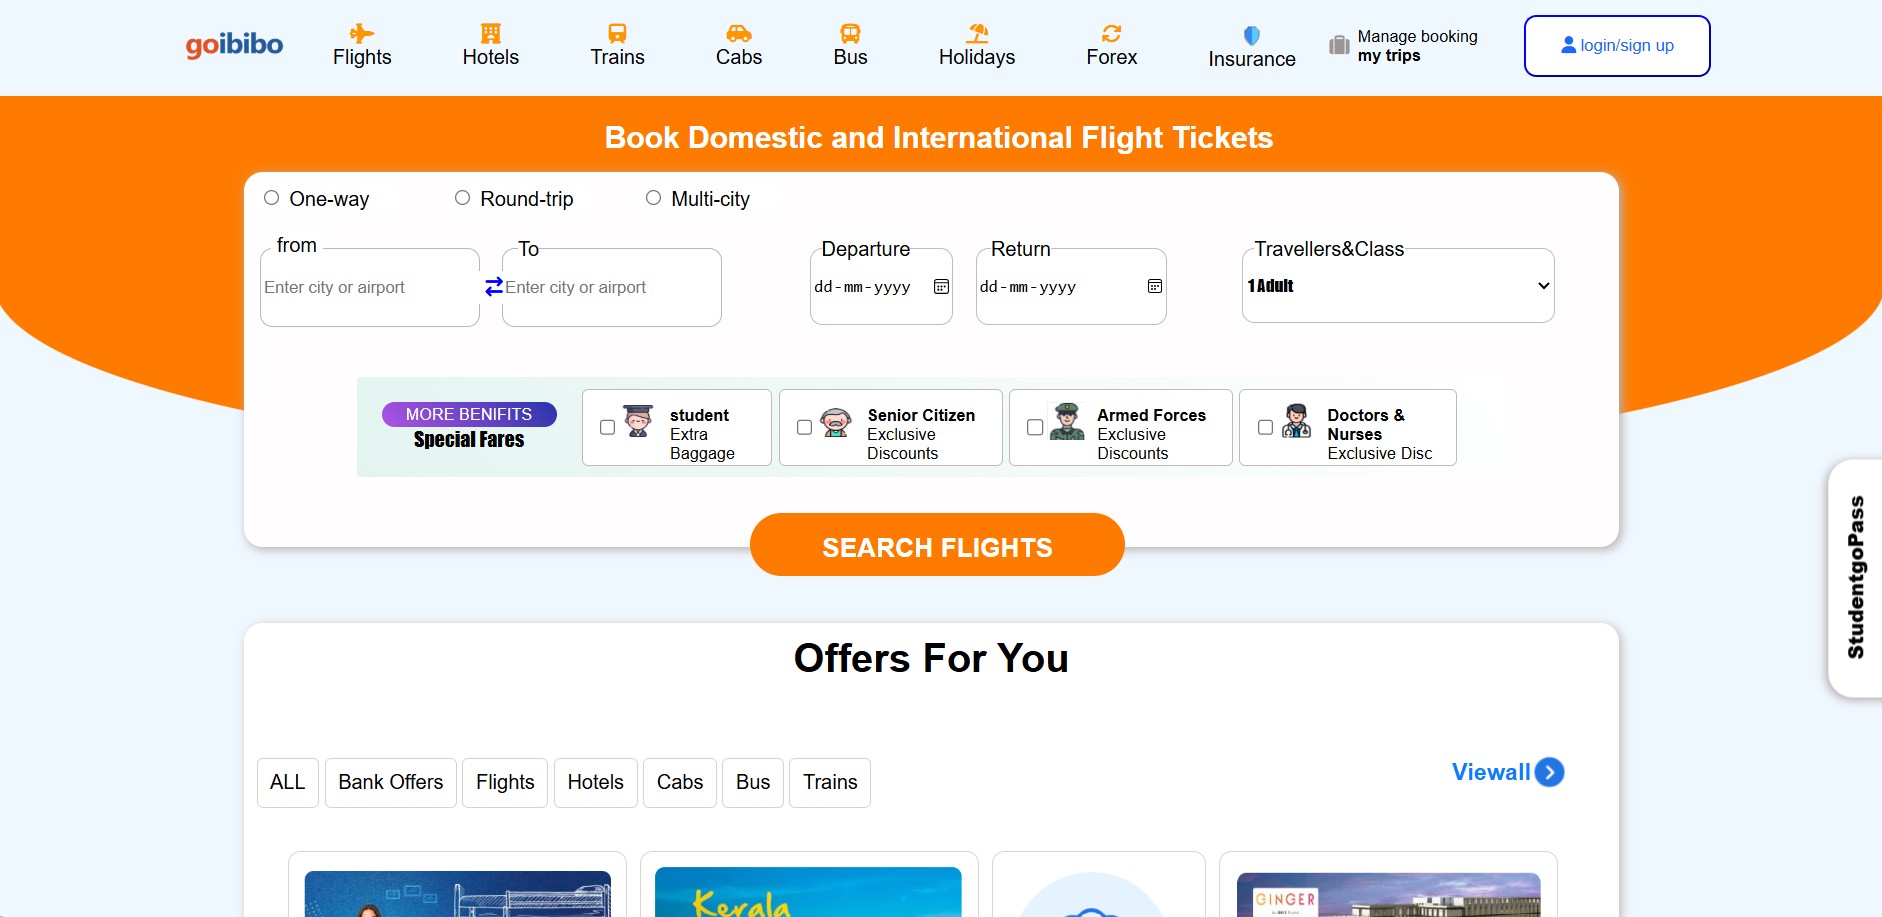 goibibo
Flights
Hotels
Trains
Cabs
Bus
Holidays
Forex
Insurance
Manage booking
my trips
login/sign up
Book Domestic and International Flight Tickets
One-way
Round-trip
Multi-city
from
To
Departure
Return
Travellers&Class
Enter city or airport
Enter city or airport
dd-mm-yyyy
dd-mm-yyyy
1 Adult
MORE BENIFITS
Special Fares
student
Extra
Baggage
Senior Citizen
Exclusive
Discounts
Armed Forces
Exclusive
Discounts
Doctors &
Nurses
Exclusive Disc
SEARCH FLIGHTS
StudentgoPass
Offers For You
ALL
Bank Offers
Flights
Hotels
Cabs
Bus
Trains
Viewall
Kerala
GINGER